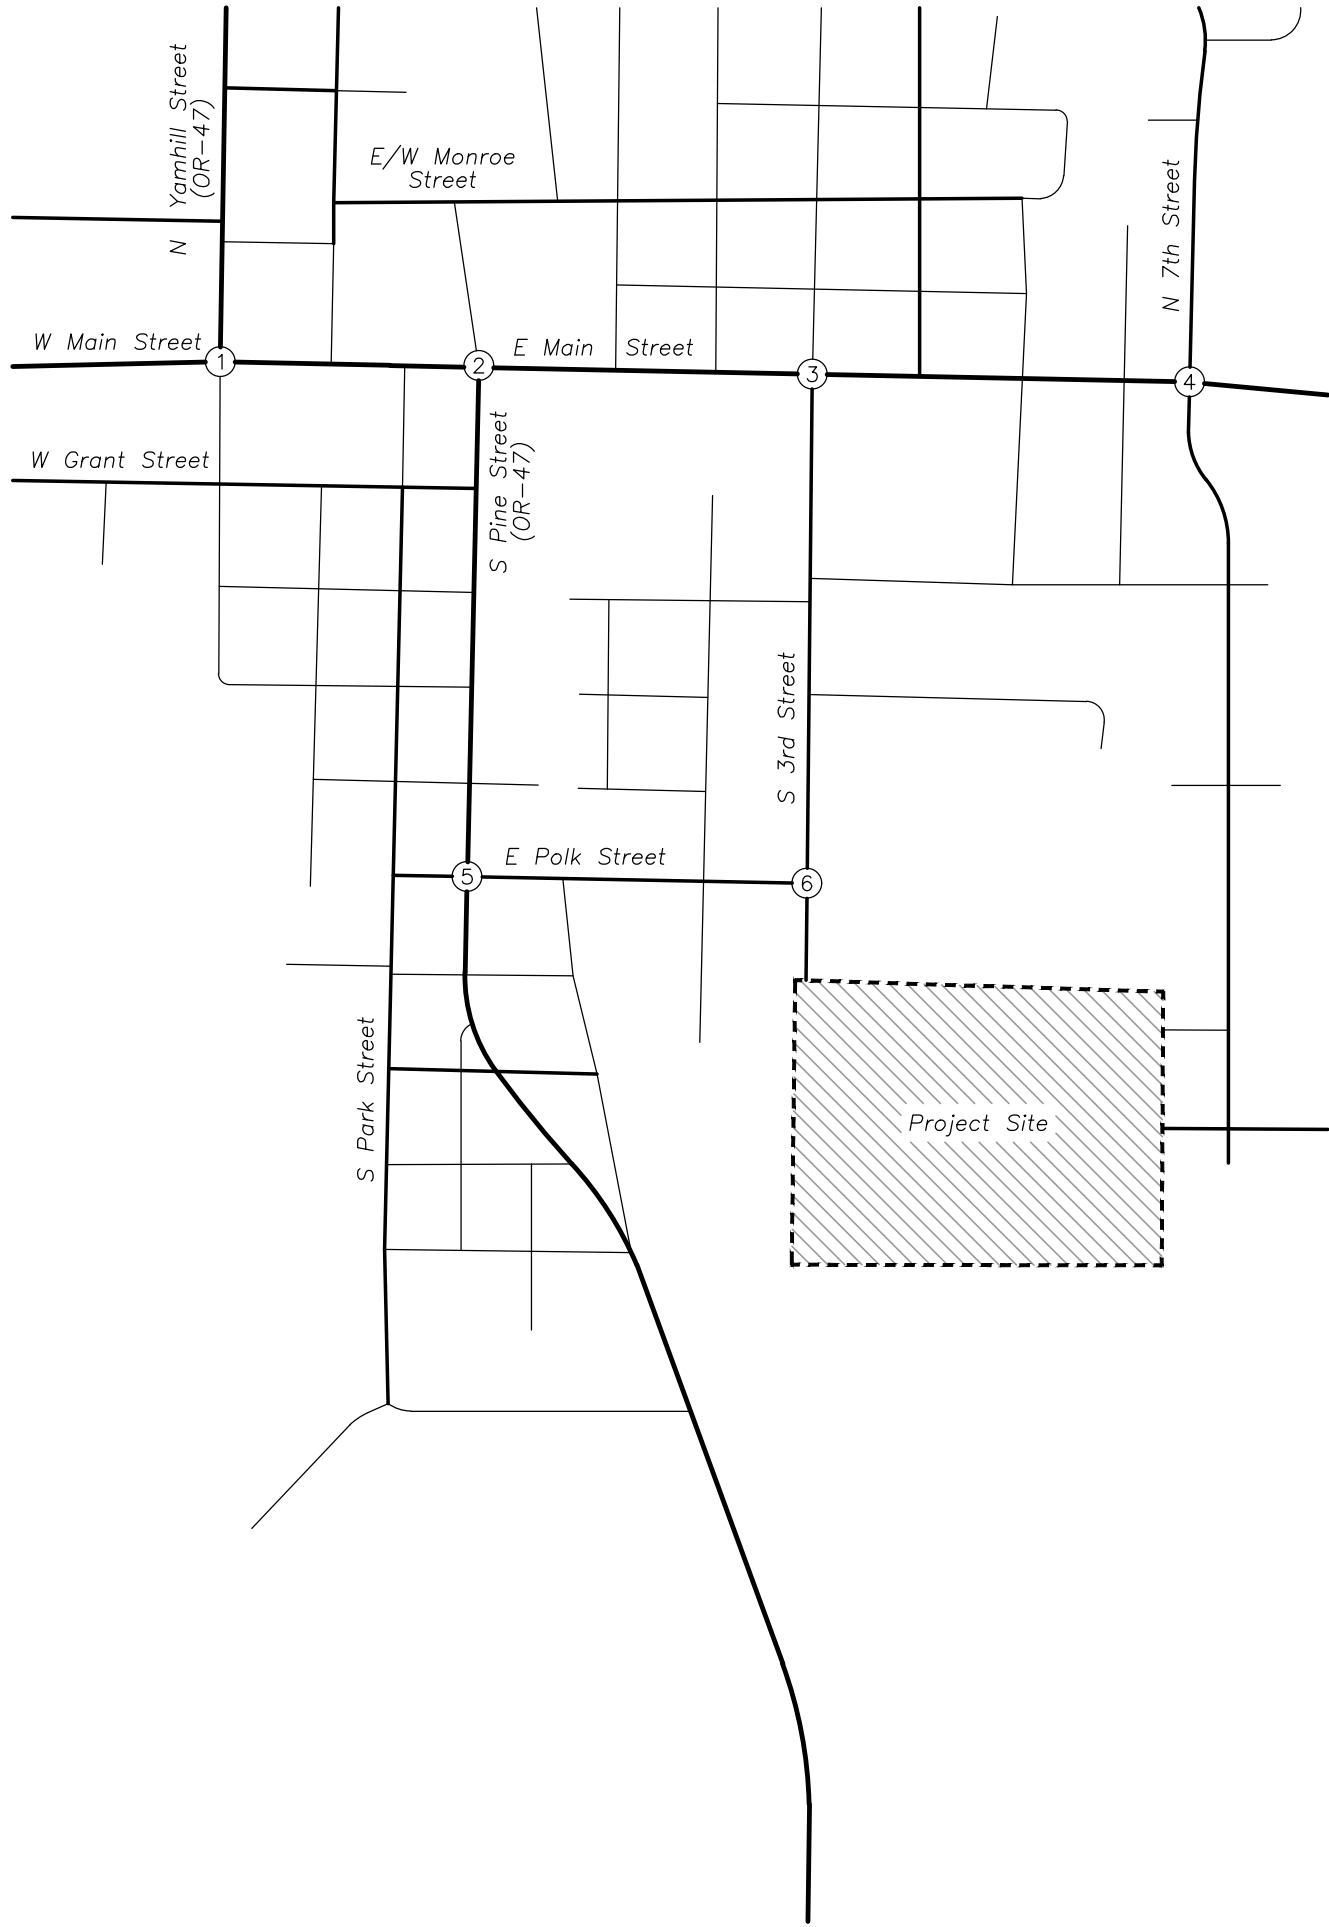 N Yamhill Street
(OR-47)
E/W Monroe
Street
N 7th Street
W Main Street
1
2
E Main Street
3
4
W Grant Street
S Pine Street
(OR-47)
S 3rd Street
5
E Polk Street
6
S Park Street
Project Site